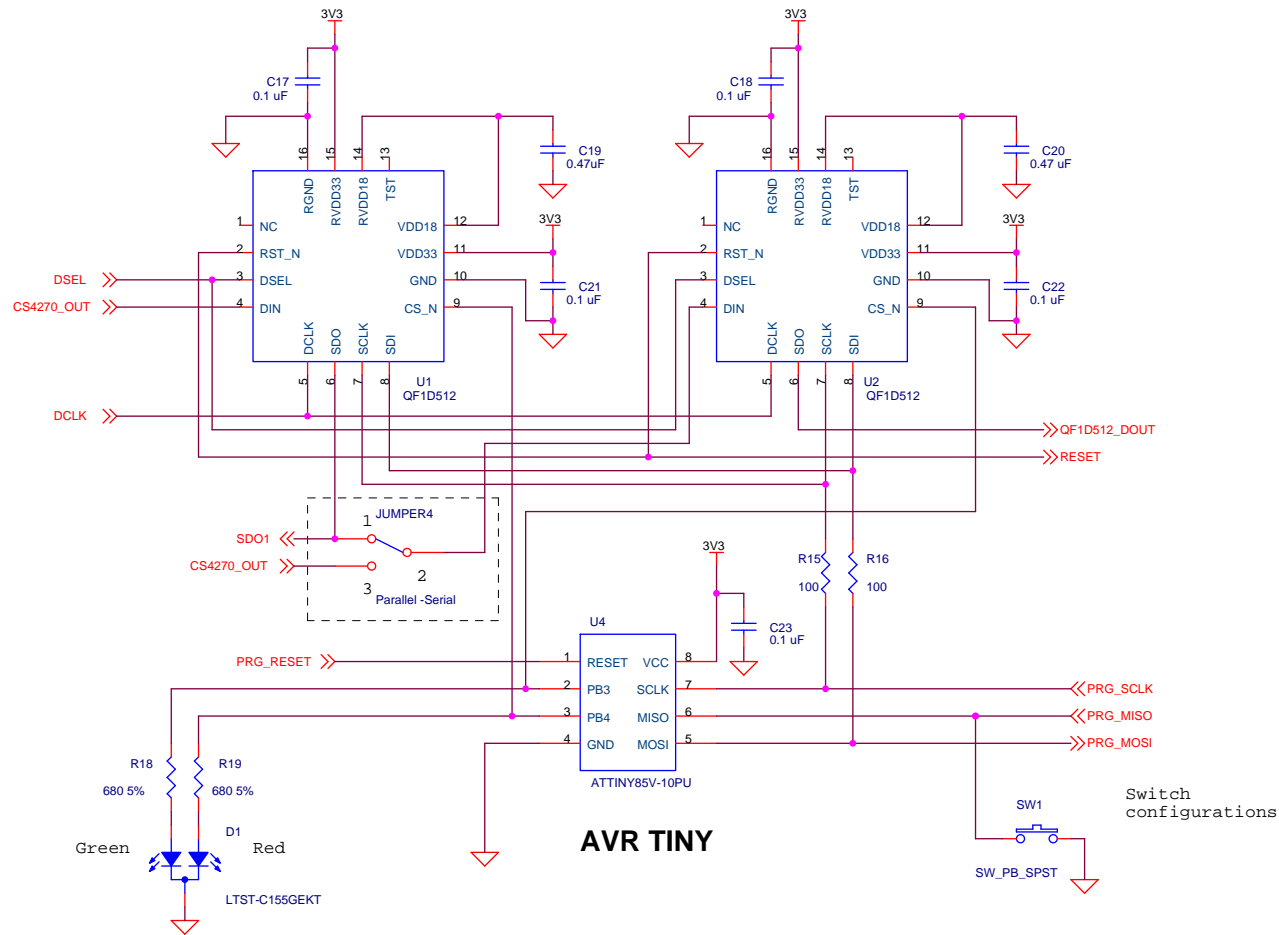 3V3
3V3
C17
0.1 uF
C18
0.1 uF
C19
0.47uF
C20
0.47 uF
16
15
14
13
16
15
14
13
RGND
RVDD33
RVDD18
TST
RGND
RVDD33
RVDD18
TST
1
NC
VDD18
12
3V3
1
NC
VDD18
12
3V3
2
RST_N
VDD33
11
2
RST_N
VDD33
11
DSEL
3
DSEL
GND
10
3
DSEL
GND
10
C21
0.1 uF
C22
0.1 uF
CS4270_OUT
4
DIN
CS_N
9
4
DIN
CS_N
9
DCLK
SDO
SCLK
SDI
DCLK
SDO
SCLK
SDI
5
6
7
8
5
6
7
8
U1
QF1D512
U2
QF1D512
DCLK
QF1D512_DOUT
RESET
JUMPER4
1
SDO1
CS4270_OUT
2
3
Parallel -Serial
3V3
R15
100
R16
100
C23
0.1 uF
U4
PRG_RESET
1
RESET
VCC
8
2
PB3
SCLK
7
PRG_SCLK
3
PB4
MISO
6
PRG_MISO
4
GND
MOSI
5
PRG_MOSI
ATTINY85V-10PU
R18
680 5%
R19
680 5%
AVR TINY
Switch
configurations
SW1
SW_PB_SPST
D1
Green
Red
LTST-C155GEKT